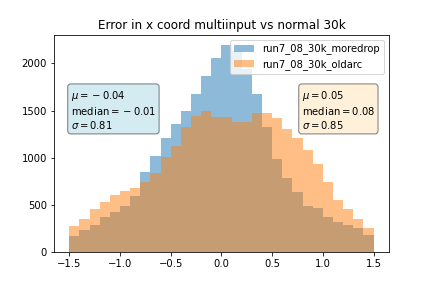 Error in x coord multiinput vs normal 30k
run7_08_30k_moredrop
run7_08_30k_oldarc
μ = −0.04
median = −0.01
σ = 0.81
μ = 0.05
median = 0.08
σ = 0.85
2000
1500
1000
500
0
−1.5
−1.0
−0.5
0.0
0.5
1.0
1.5